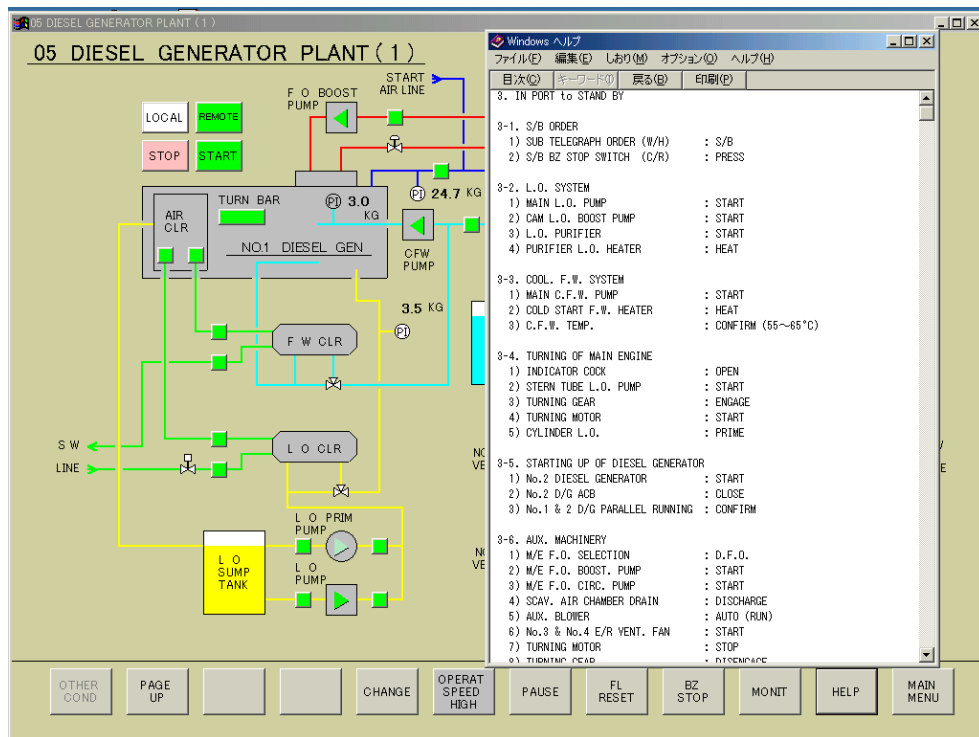 05 DIESEL GENERATOR PLANT ( 1 )
05 DIESEL GENERATOR PLANT ( 1 )
START
AIR LINE
F O BOOST
PUMP
LOCAL
REMOTE
STOP
START
TURN BAR
AIR
CLR
PI
3.0
KG
PI
24.7 KG
NO.1 DIESEL GEN
CFW
PUMP
3.5 KG
PI
F W CLR
S W
LINE
L O CLR
L O PRIM
PUMP
L O
SUMP
TANK
L O
PUMP
NO
VE
NO
VE
W
E
Windows ヘルプ
ファイル(F) 編集(E) しおり(M) オプション(O) ヘルプ(H)
目次(C) キーワード(I) 戻る(B) 印刷(P)
3. IN PORT to STAND BY
3-1. S/B ORDER
1) SUB TELEGRAPH ORDER (W/H) : S/B
2) S/B BZ STOP SWITCH (C/R) : PRESS
3-2. L.O. SYSTEM
1) MAIN L.O. PUMP : START
2) CAM L.O. BOOST PUMP : START
3) L.O. PURIFIER : START
4) PURIFIER L.O. HEATER : HEAT
3-3. COOL. F.W. SYSTEM
1) MAIN C.F.W. PUMP : START
2) COLD START F.W. HEATER : HEAT
3) C.F.W. TEMP. : CONFIRM (55～65°C)
3-4. TURNING OF MAIN ENGINE
1) INDICATOR COCK : OPEN
2) STERN TUBE L.O. PUMP : START
3) TURNING GEAR : ENGAGE
4) TURNING MOTOR : START
5) CYLINDER L.O. : PRIME
3-5. STARTING UP OF DIESEL GENERATOR
1) No.2 DIESEL GENERATOR : START
2) No.2 D/G ACB : CLOSE
3) No.1 & 2 D/G PARALLEL RUNNING : CONFIRM
3-6. AUX. MACHINERY
1) M/E F.O. SELECTION : D.F.O.
2) M/E F.O. BOOST. PUMP : START
3) M/E F.O. CIRC. PUMP : START
4) SCAV. AIR CHAMBER DRAIN : DISCHARGE
5) AUX. BLOWER : AUTO (RUN)
6) No.3 & No.4 E/R VENT. FAN : START
7) TURNING MOTOR : STOP
8) TURNING GEAR : DISENGAGE
OTHER
COND
PAGE
UP
CHANGE
OPERAT
SPEED
HIGH
PAUSE
FL
RESET
BZ
STOP
MONIT
HELP
MAIN
MENU